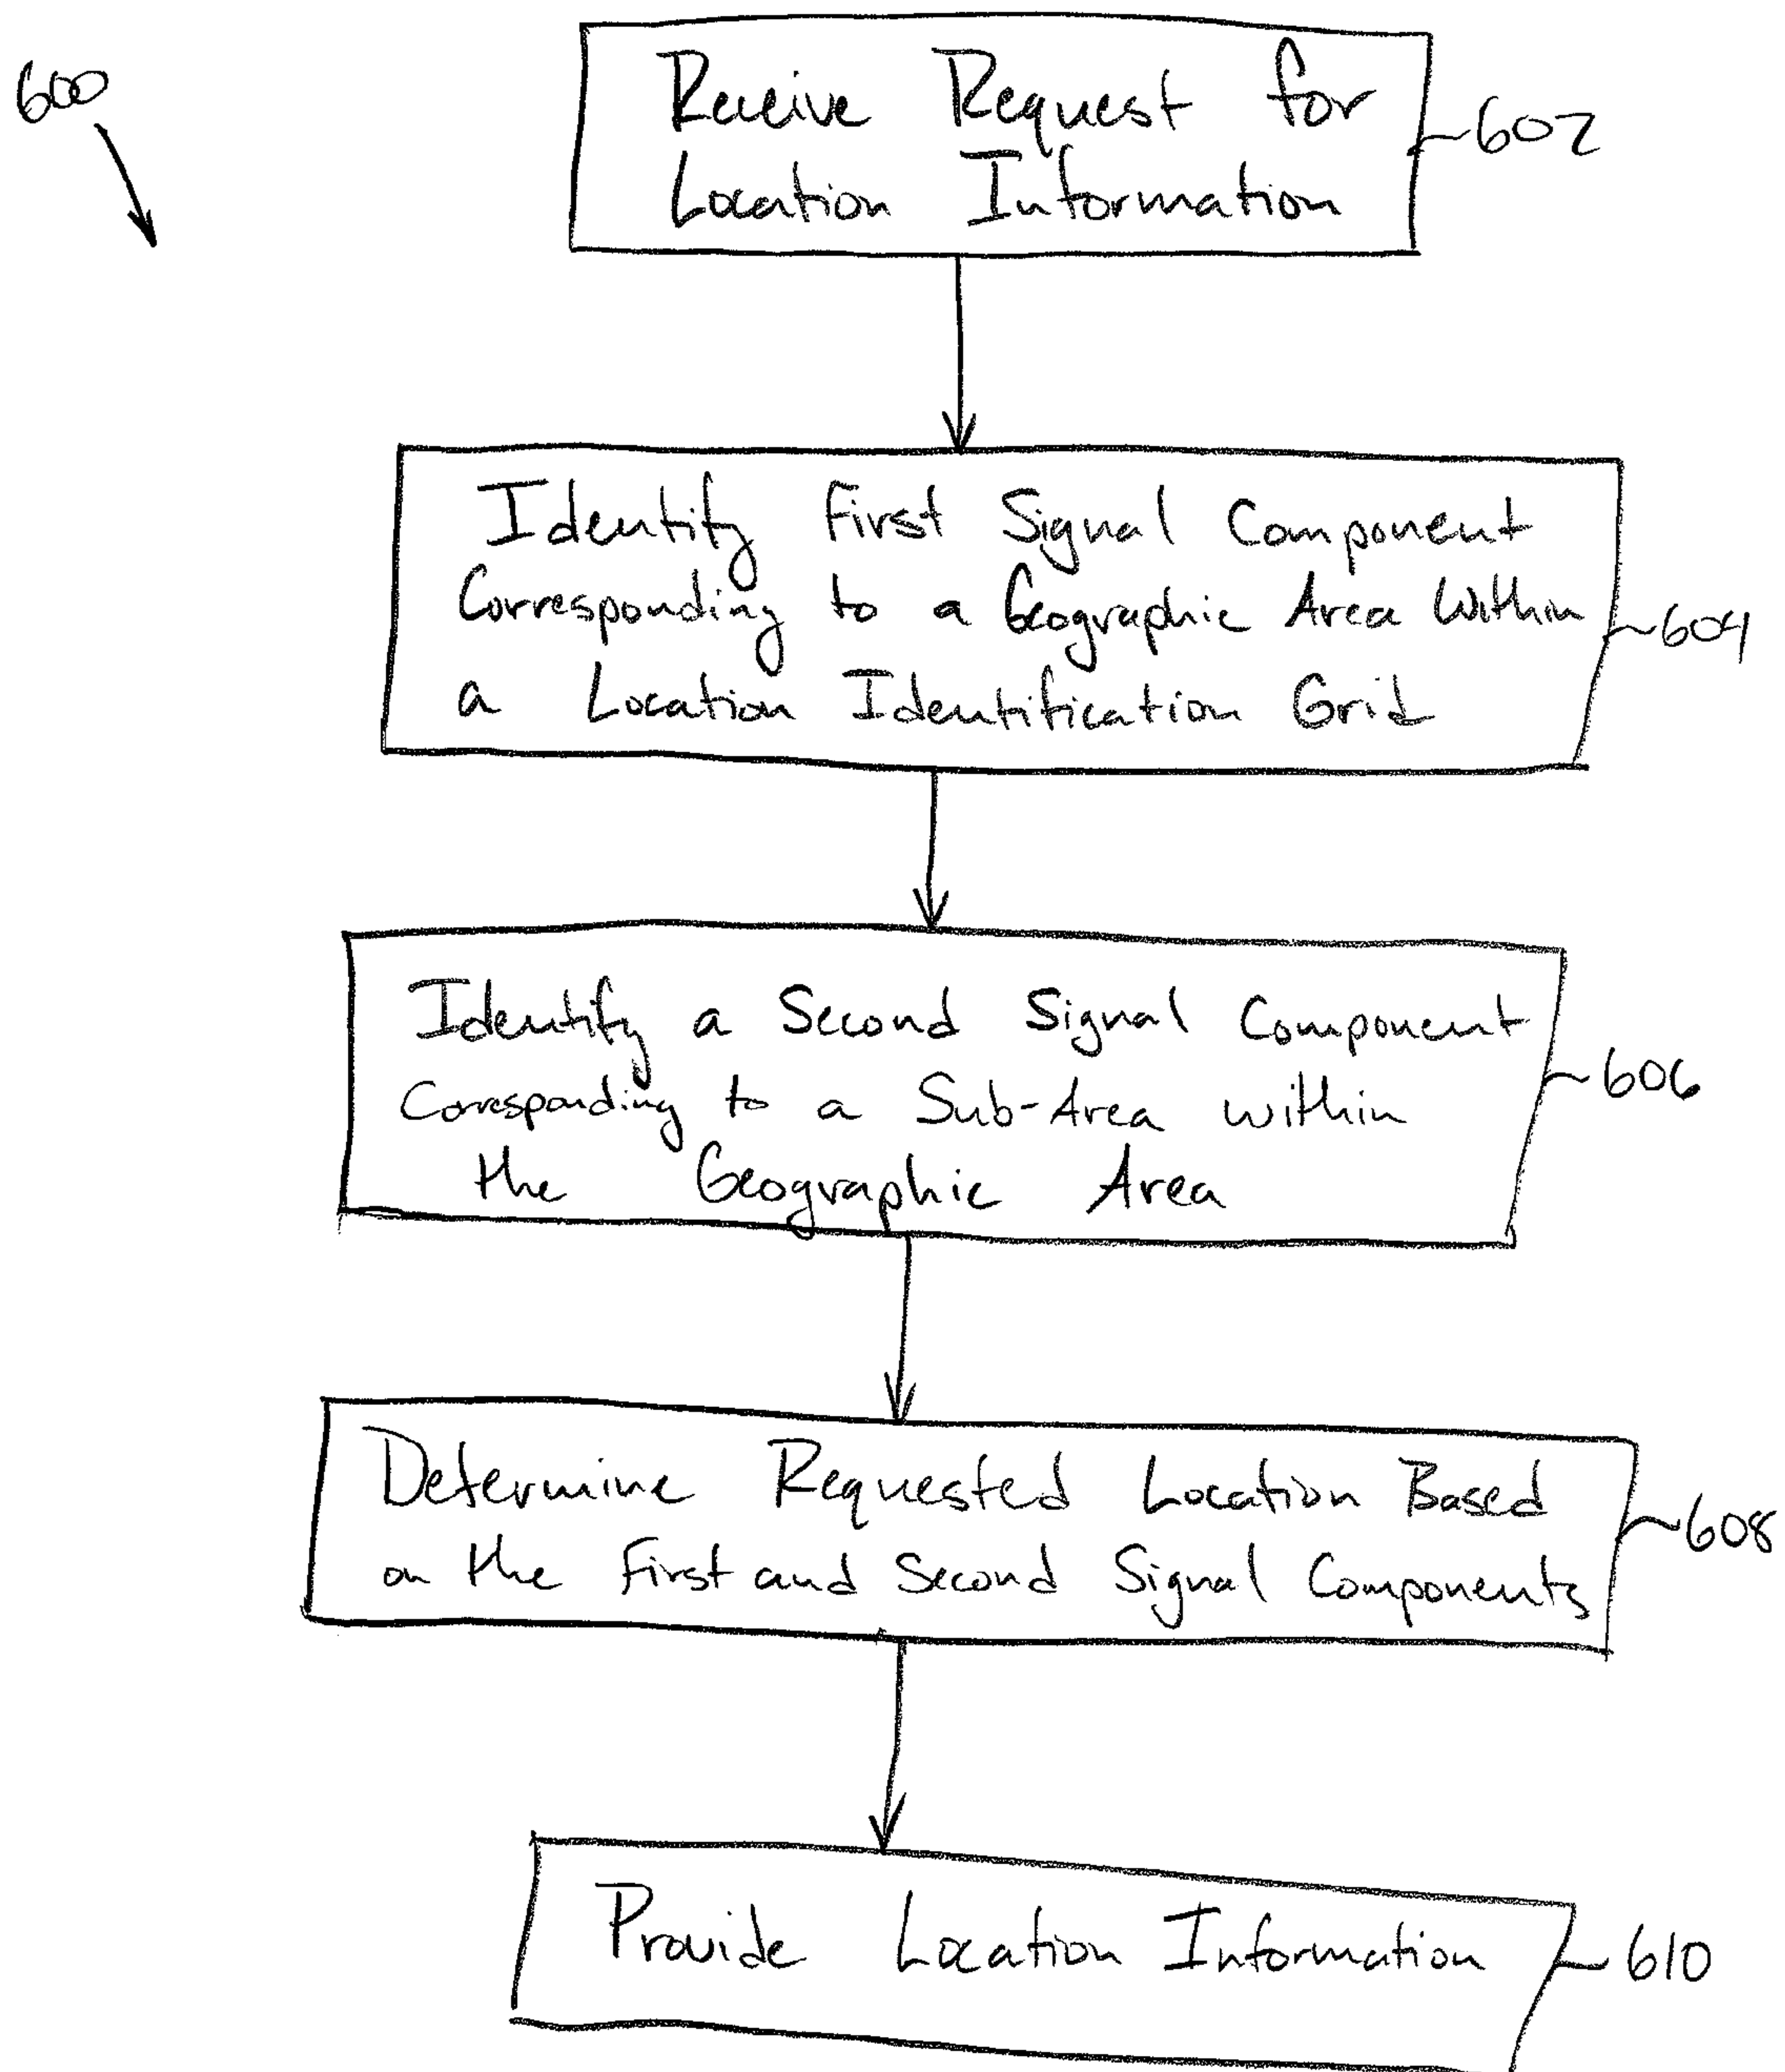 600
Receive Request for
Location Information
602
Identify First Signal Component
Corresponding to a Geographic Area Within
a Location Identification Grid
604
Identify a Second Signal Component
Corresponding to a Sub-Area within
the Geographic Area
606
Determine Requested Location Based
on the First and Second Signal Components
608
Provide Location Information
610